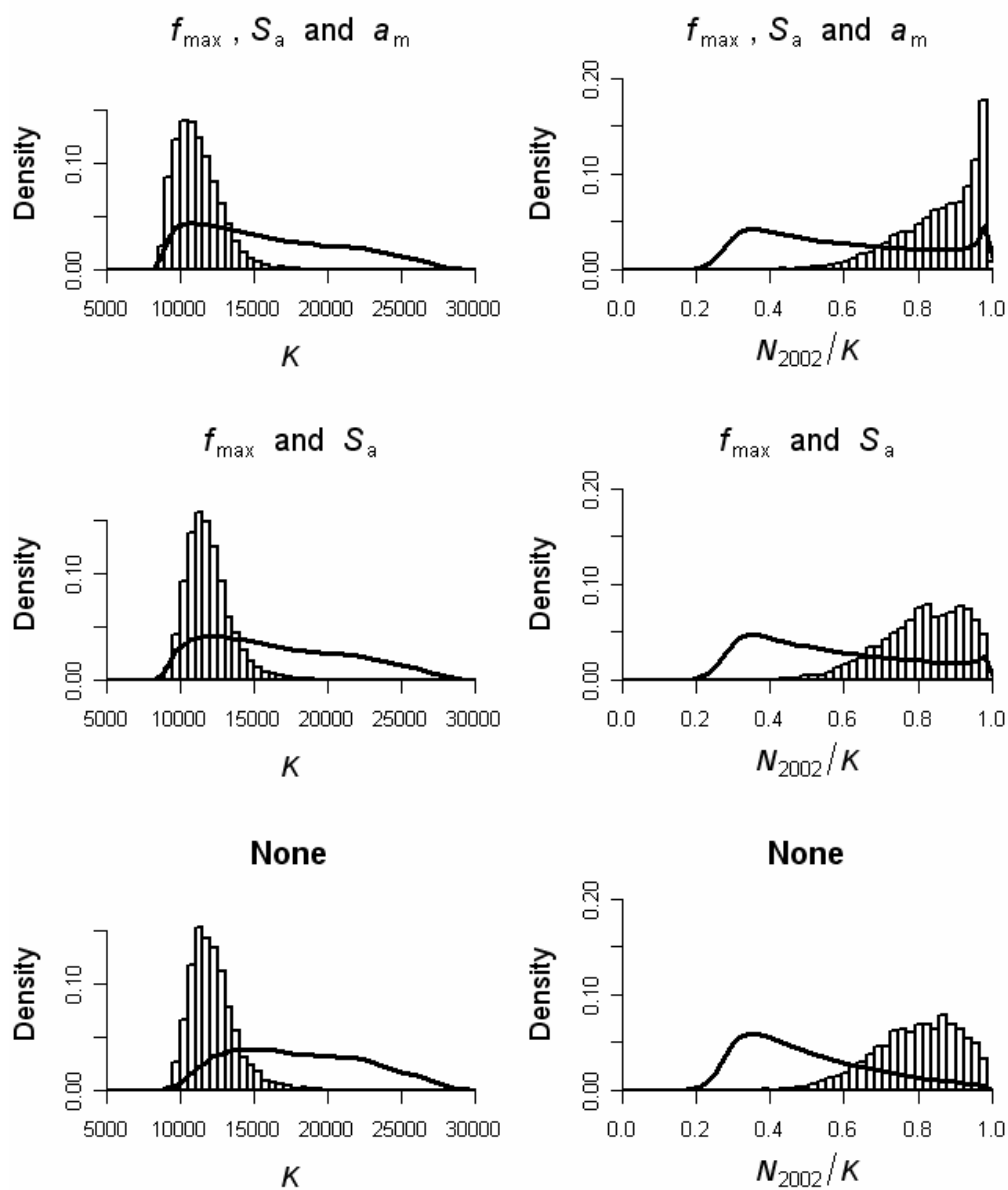 f max , S a and a m
Density
0.00 0.10
5000 10000 15000 20000 25000 30000
K
f max , S a and a m
Density
0.00 0.10 0.20
0.0 0.2 0.4 0.6 0.8 1.0
N 2002 / K
f max and S a
Density
0.00 0.10
5000 10000 15000 20000 25000 30000
K
f max and S a
Density
0.00 0.10 0.20
0.0 0.2 0.4 0.6 0.8 1.0
N 2002 / K
None
Density
0.00 0.10
5000 10000 15000 20000 25000 30000
K
None
Density
0.00 0.10 0.20
0.0 0.2 0.4 0.6 0.8 1.0
N 2002 / K